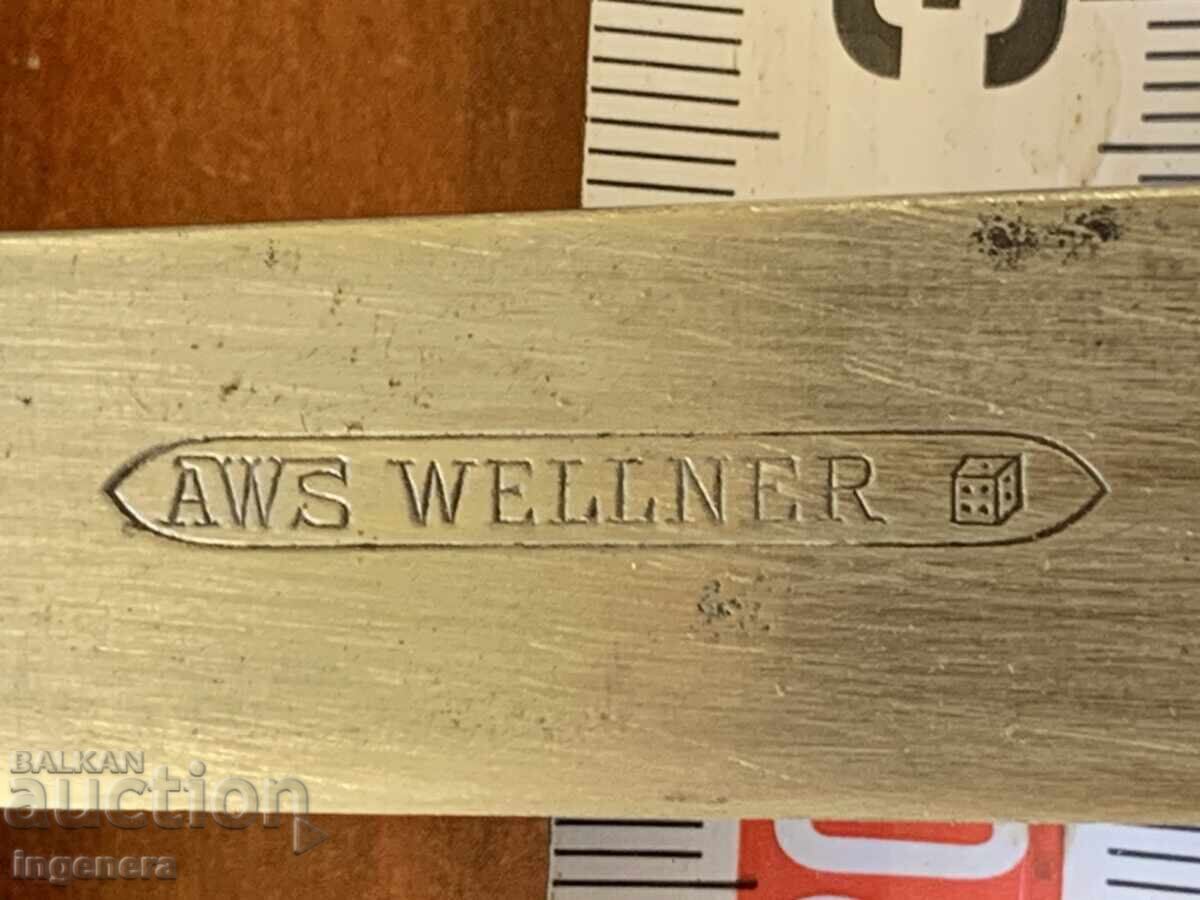 AWS WELLNER
BALKAN
auction
ingenera